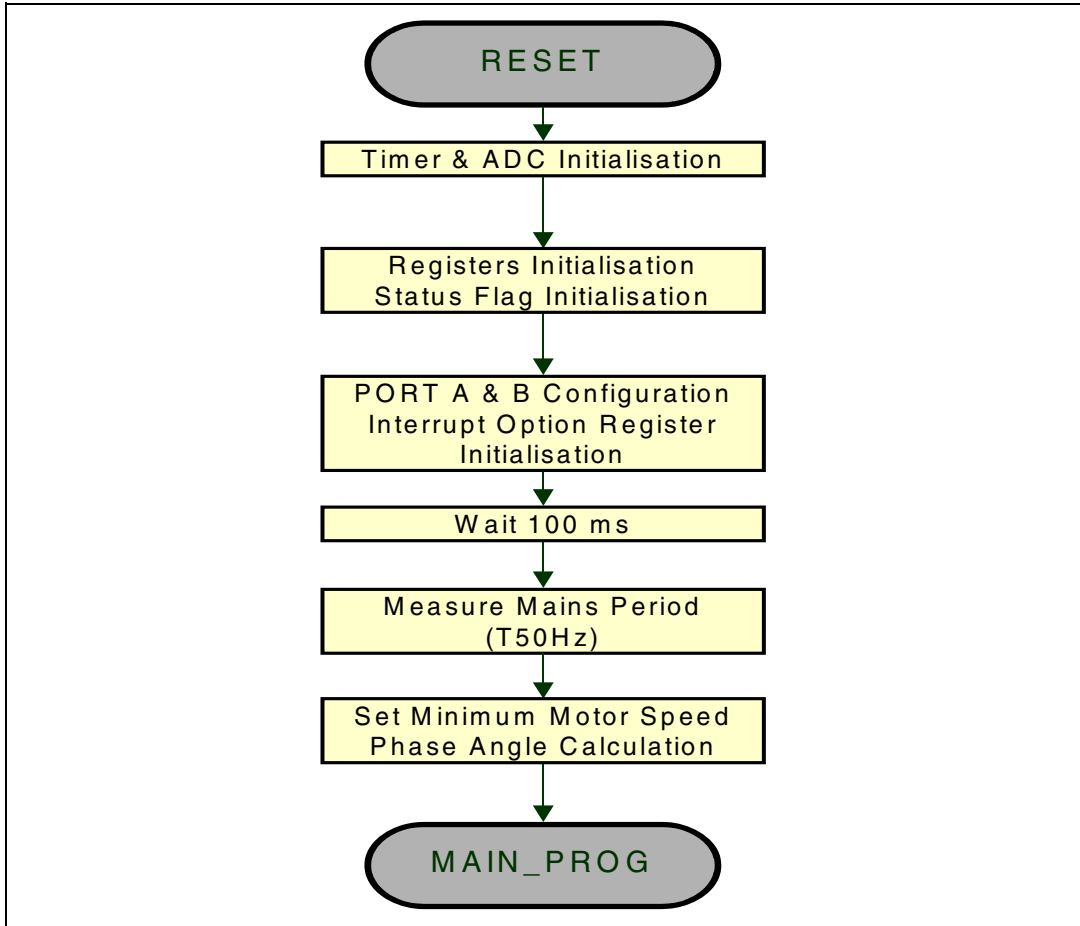 RESET
Timer & ADC Initialisation
Registers Initialisation
Status Flag Initialisation
PORT A & B Configuration
Interrupt Option Register
Initialisation
Wait 100 ms
Measure Mains Period
(T50Hz)
Set Minimum Motor Speed
Phase Angle Calculation
MAIN_PROG